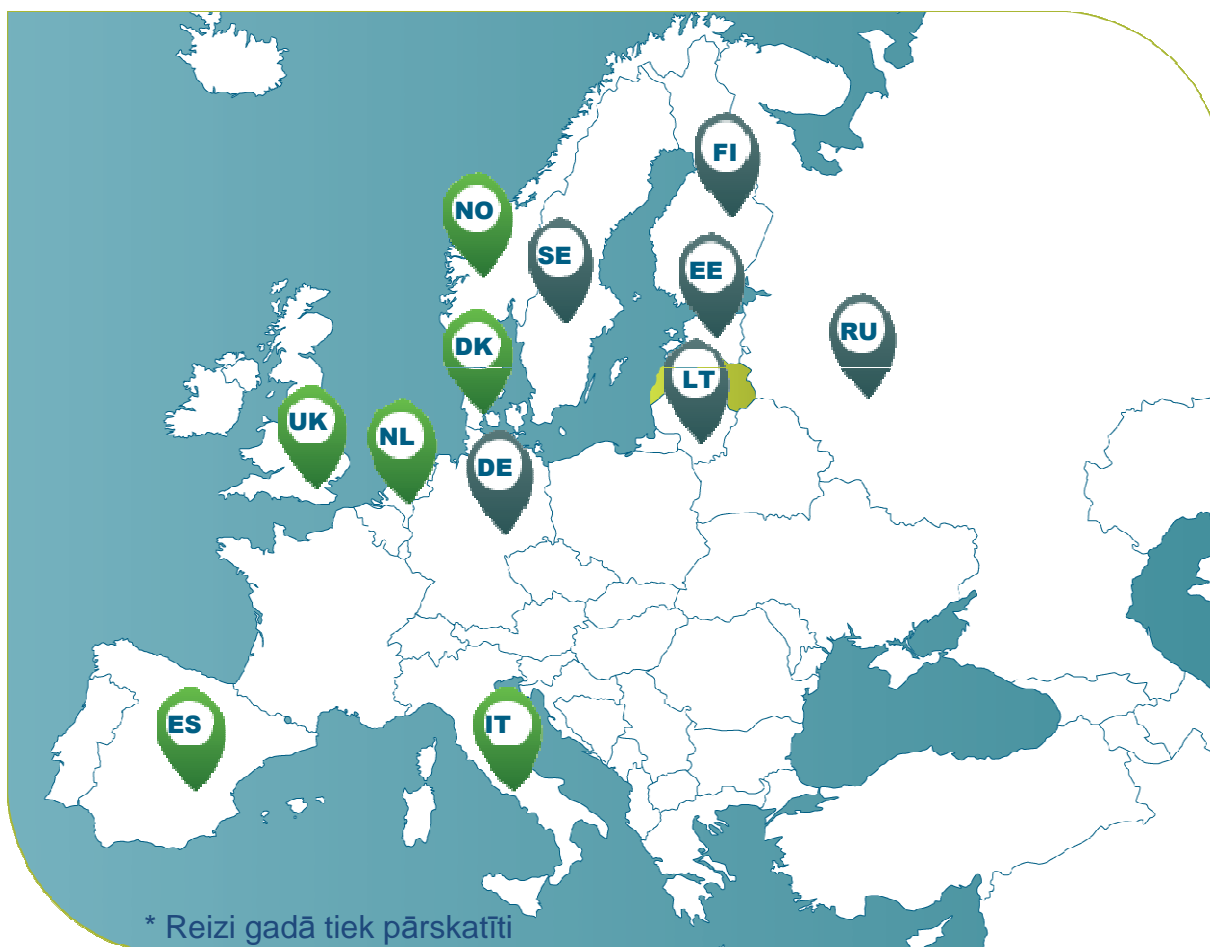 FI
NO
SE
EE
RU
DK
LT
UK
NL
DE
ES
IT
* Reizi gadā tiek pārskatīti